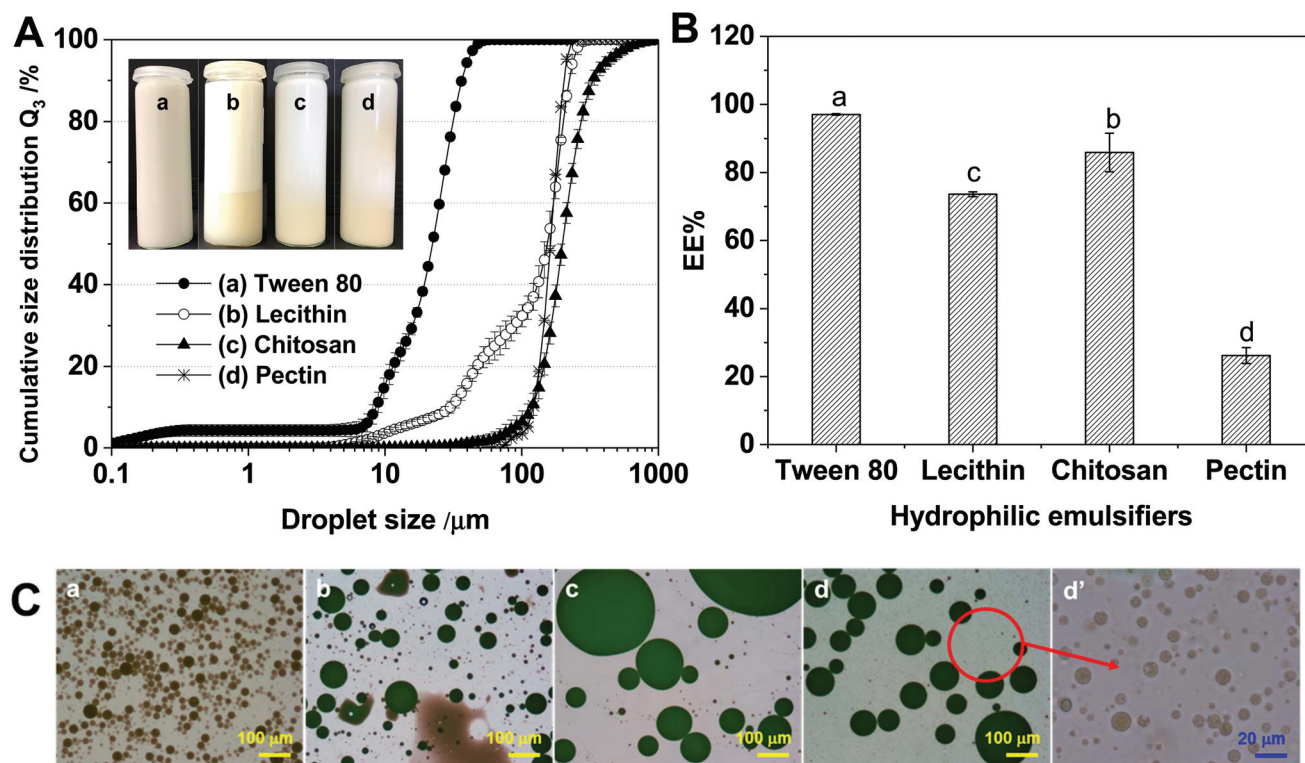 A
100
80
60
40
20
0
Cumulative size distribution Q₃ /%
a b c d
(a) Tween 80
(b) Lecithin
(c) Chitosan
(d) Pectin
0.1 1 10 100 1000
Droplet size /μm
B
120
100
80
60
40
20
0
EE%
a
c
b
d
Tween 80 Lecithin Chitosan Pectin
Hydrophilic emulsifiers
C
a b c d d'
100 μm 100 μm 100 μm 100 μm 20 μm